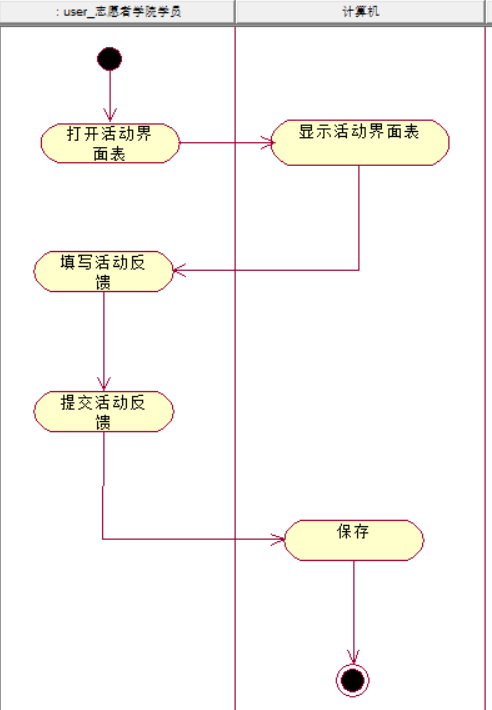 : user_志愿者学院学员
计算机
打开活动界
面表
显示活动界面表
填写活动反
馈
提交活动反
馈
保存